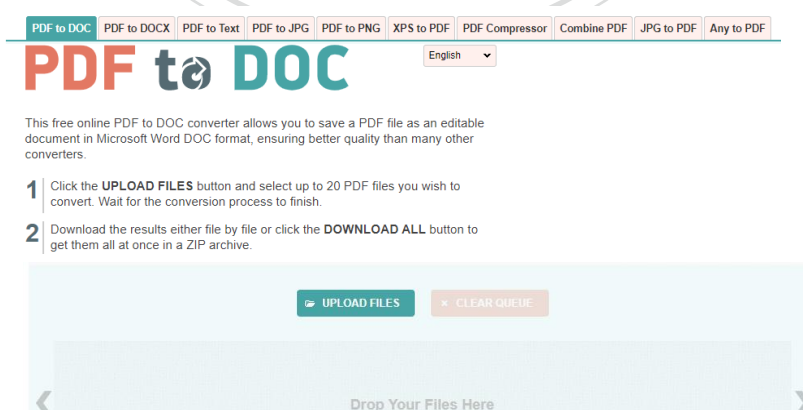 PDF to DOC PDF to DOCX PDF to Text PDF to JPG PDF to PNG XPS to PDF PDF Compressor Combine PDF JPG to PDF Any to PDF
PDF to DOC
English
This free online PDF to DOC converter allows you to save a PDF file as an editable
document in Microsoft Word DOC format, ensuring better quality than many other
converters.
1 Click the UPLOAD FILES button and select up to 20 PDF files you wish to
convert. Wait for the conversion process to finish.
2 Download the results either file by file or click the DOWNLOAD ALL button to
get them all at once in a ZIP archive.
UPLOAD FILES × CLEAR QUEUE
Drop Your Files Here